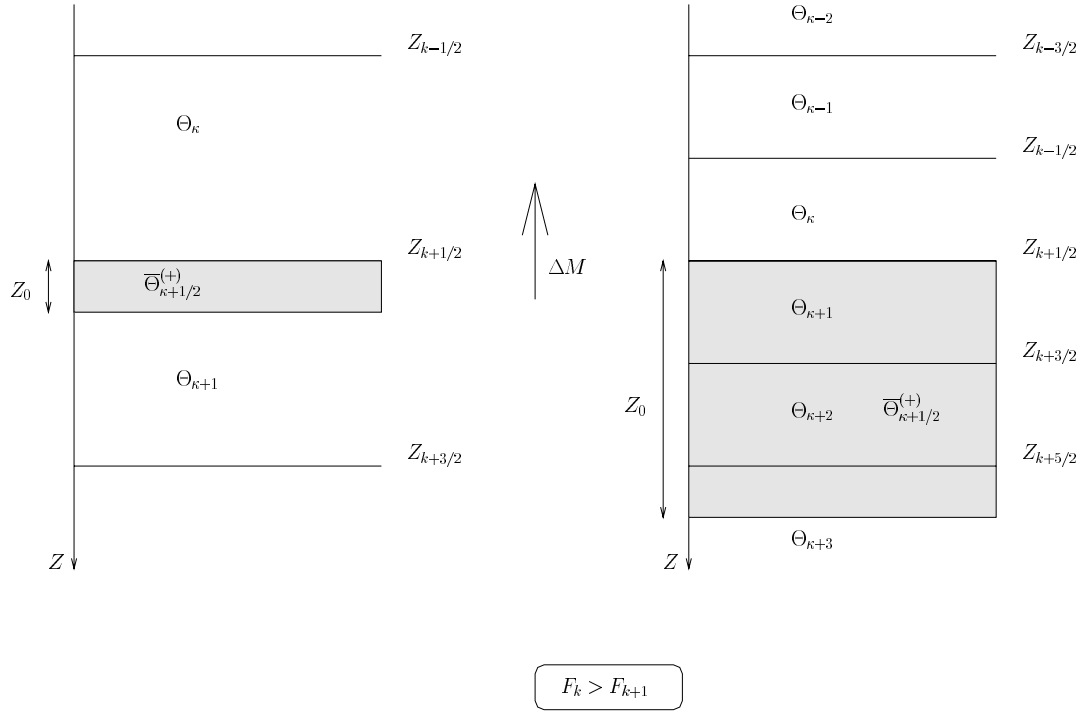 Z_{k−1/2}
Θ_κ
Z_{k+1/2}
Z_0
\overline{Θ}^{(+)}_{κ+1/2}
Θ_{κ+1}
Z_{k+3/2}
Z
ΔM
Θ_{κ−2}
Z_{k−3/2}
Θ_{κ−1}
Z_{k−1/2}
Θ_κ
Z_{k+1/2}
Θ_{κ+1}
Z_{k+3/2}
Z_0
Θ_{κ+2} \overline{Θ}^{(+)}_{κ+1/2}
Z_{k+5/2}
Θ_{κ+3}
Z
F_k > F_{k+1}